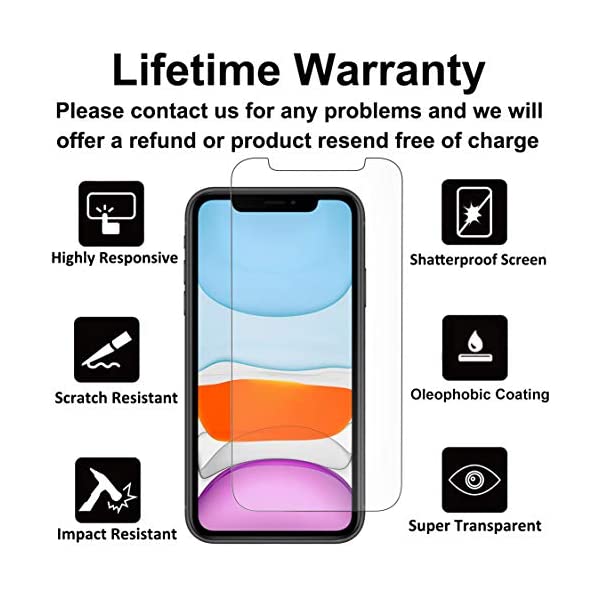 Lifetime Warranty
Please contact us for any problems and we will
offer a refund or product resend free of charge
Highly Responsive
Shatterproof Screen
Scratch Resistant
Oleophobic Coating
Impact Resistant
Super Transparent